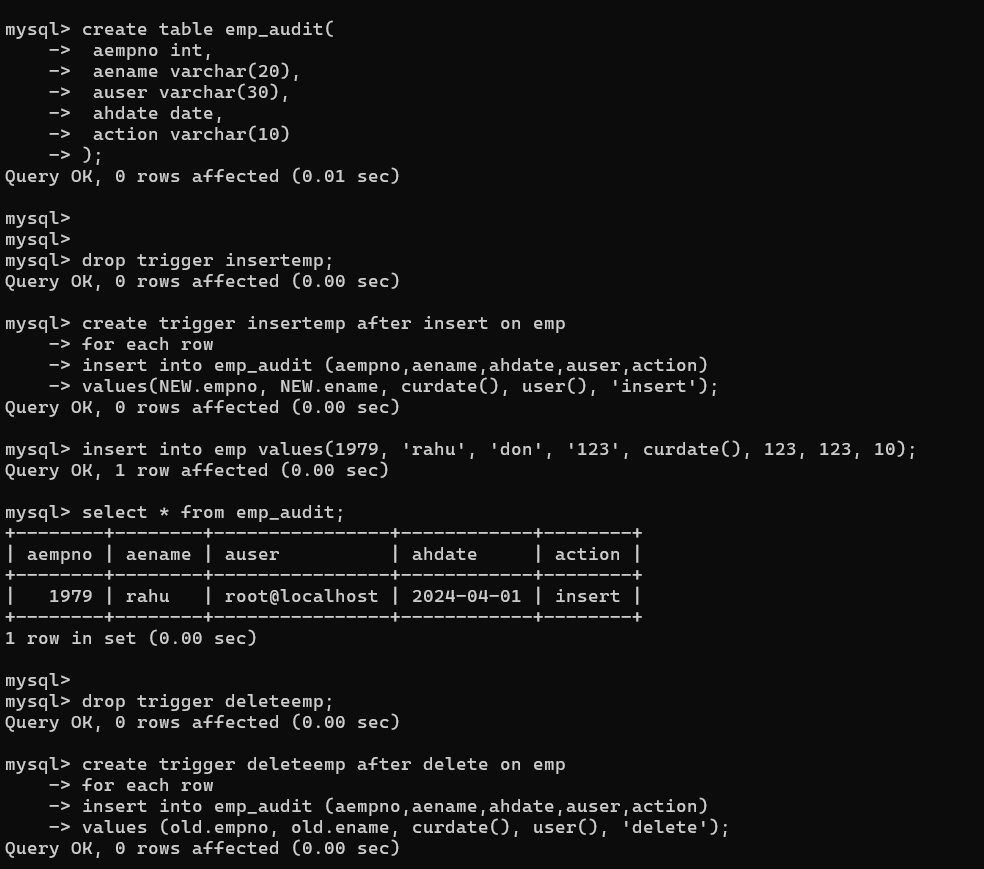 mysql> create table emp_audit(
    ->  aempno int,
    ->  aename varchar(20),
    ->  auser varchar(30),
    ->  ahdate date,
    ->  action varchar(10)
    -> );
Query OK, 0 rows affected (0.01 sec)

mysql>
mysql>
mysql> drop trigger insertemp;
Query OK, 0 rows affected (0.00 sec)

mysql> create trigger insertemp after insert on emp
    -> for each row
    -> insert into emp_audit (aempno,aename,ahdate,auser,action)
    -> values(NEW.empno, NEW.ename, curdate(), user(), 'insert');
Query OK, 0 rows affected (0.00 sec)

mysql> insert into emp values(1979, 'rahu', 'don', '123', curdate(), 123, 123, 10);
Query OK, 1 row affected (0.00 sec)

mysql> select * from emp_audit;
+--------+--------+----------------+------------+--------+
| aempno | aename | auser          | ahdate     | action |
+--------+--------+----------------+------------+--------+
|   1979 | rahu   | root@localhost | 2024-04-01 | insert |
+--------+--------+----------------+------------+--------+
1 row in set (0.00 sec)

mysql>
mysql> drop trigger deleteemp;
Query OK, 0 rows affected (0.00 sec)

mysql> create trigger deleteemp after delete on emp
    -> for each row
    -> insert into emp_audit (aempno,aename,ahdate,auser,action)
    -> values (old.empno, old.ename, curdate(), user(), 'delete');
Query OK, 0 rows affected (0.00 sec)